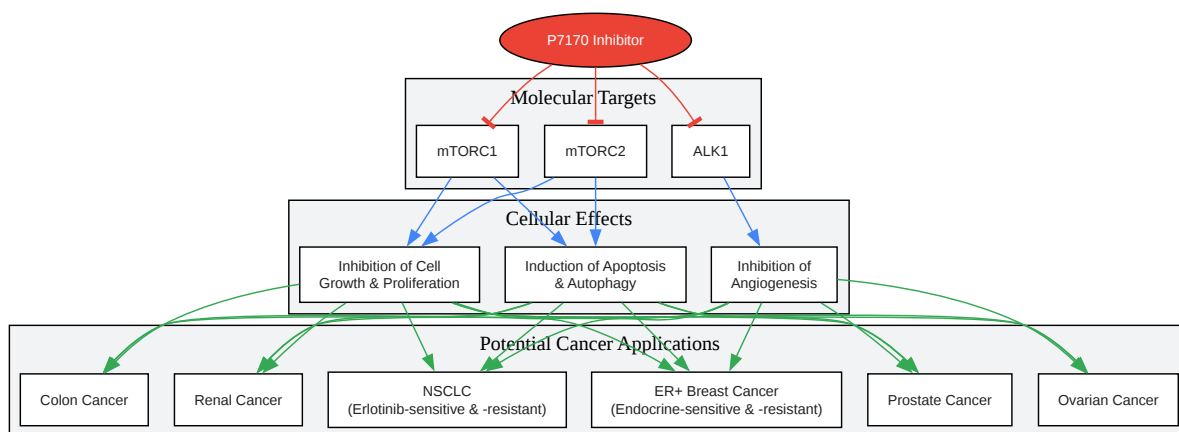 P7170 Inhibitor
Molecular Targets
mTORC1
mTORC2
ALK1
Cellular Effects
Inhibition of Cell
Growth & Proliferation
Induction of Apoptosis
& Autophagy
Inhibition of
Angiogenesis
Potential Cancer Applications
Colon Cancer
Renal Cancer
NSCLC
(Erlotinib-sensitive & -resistant)
ER+ Breast Cancer
(Endocrine-sensitive & -resistant)
Prostate Cancer
Ovarian Cancer